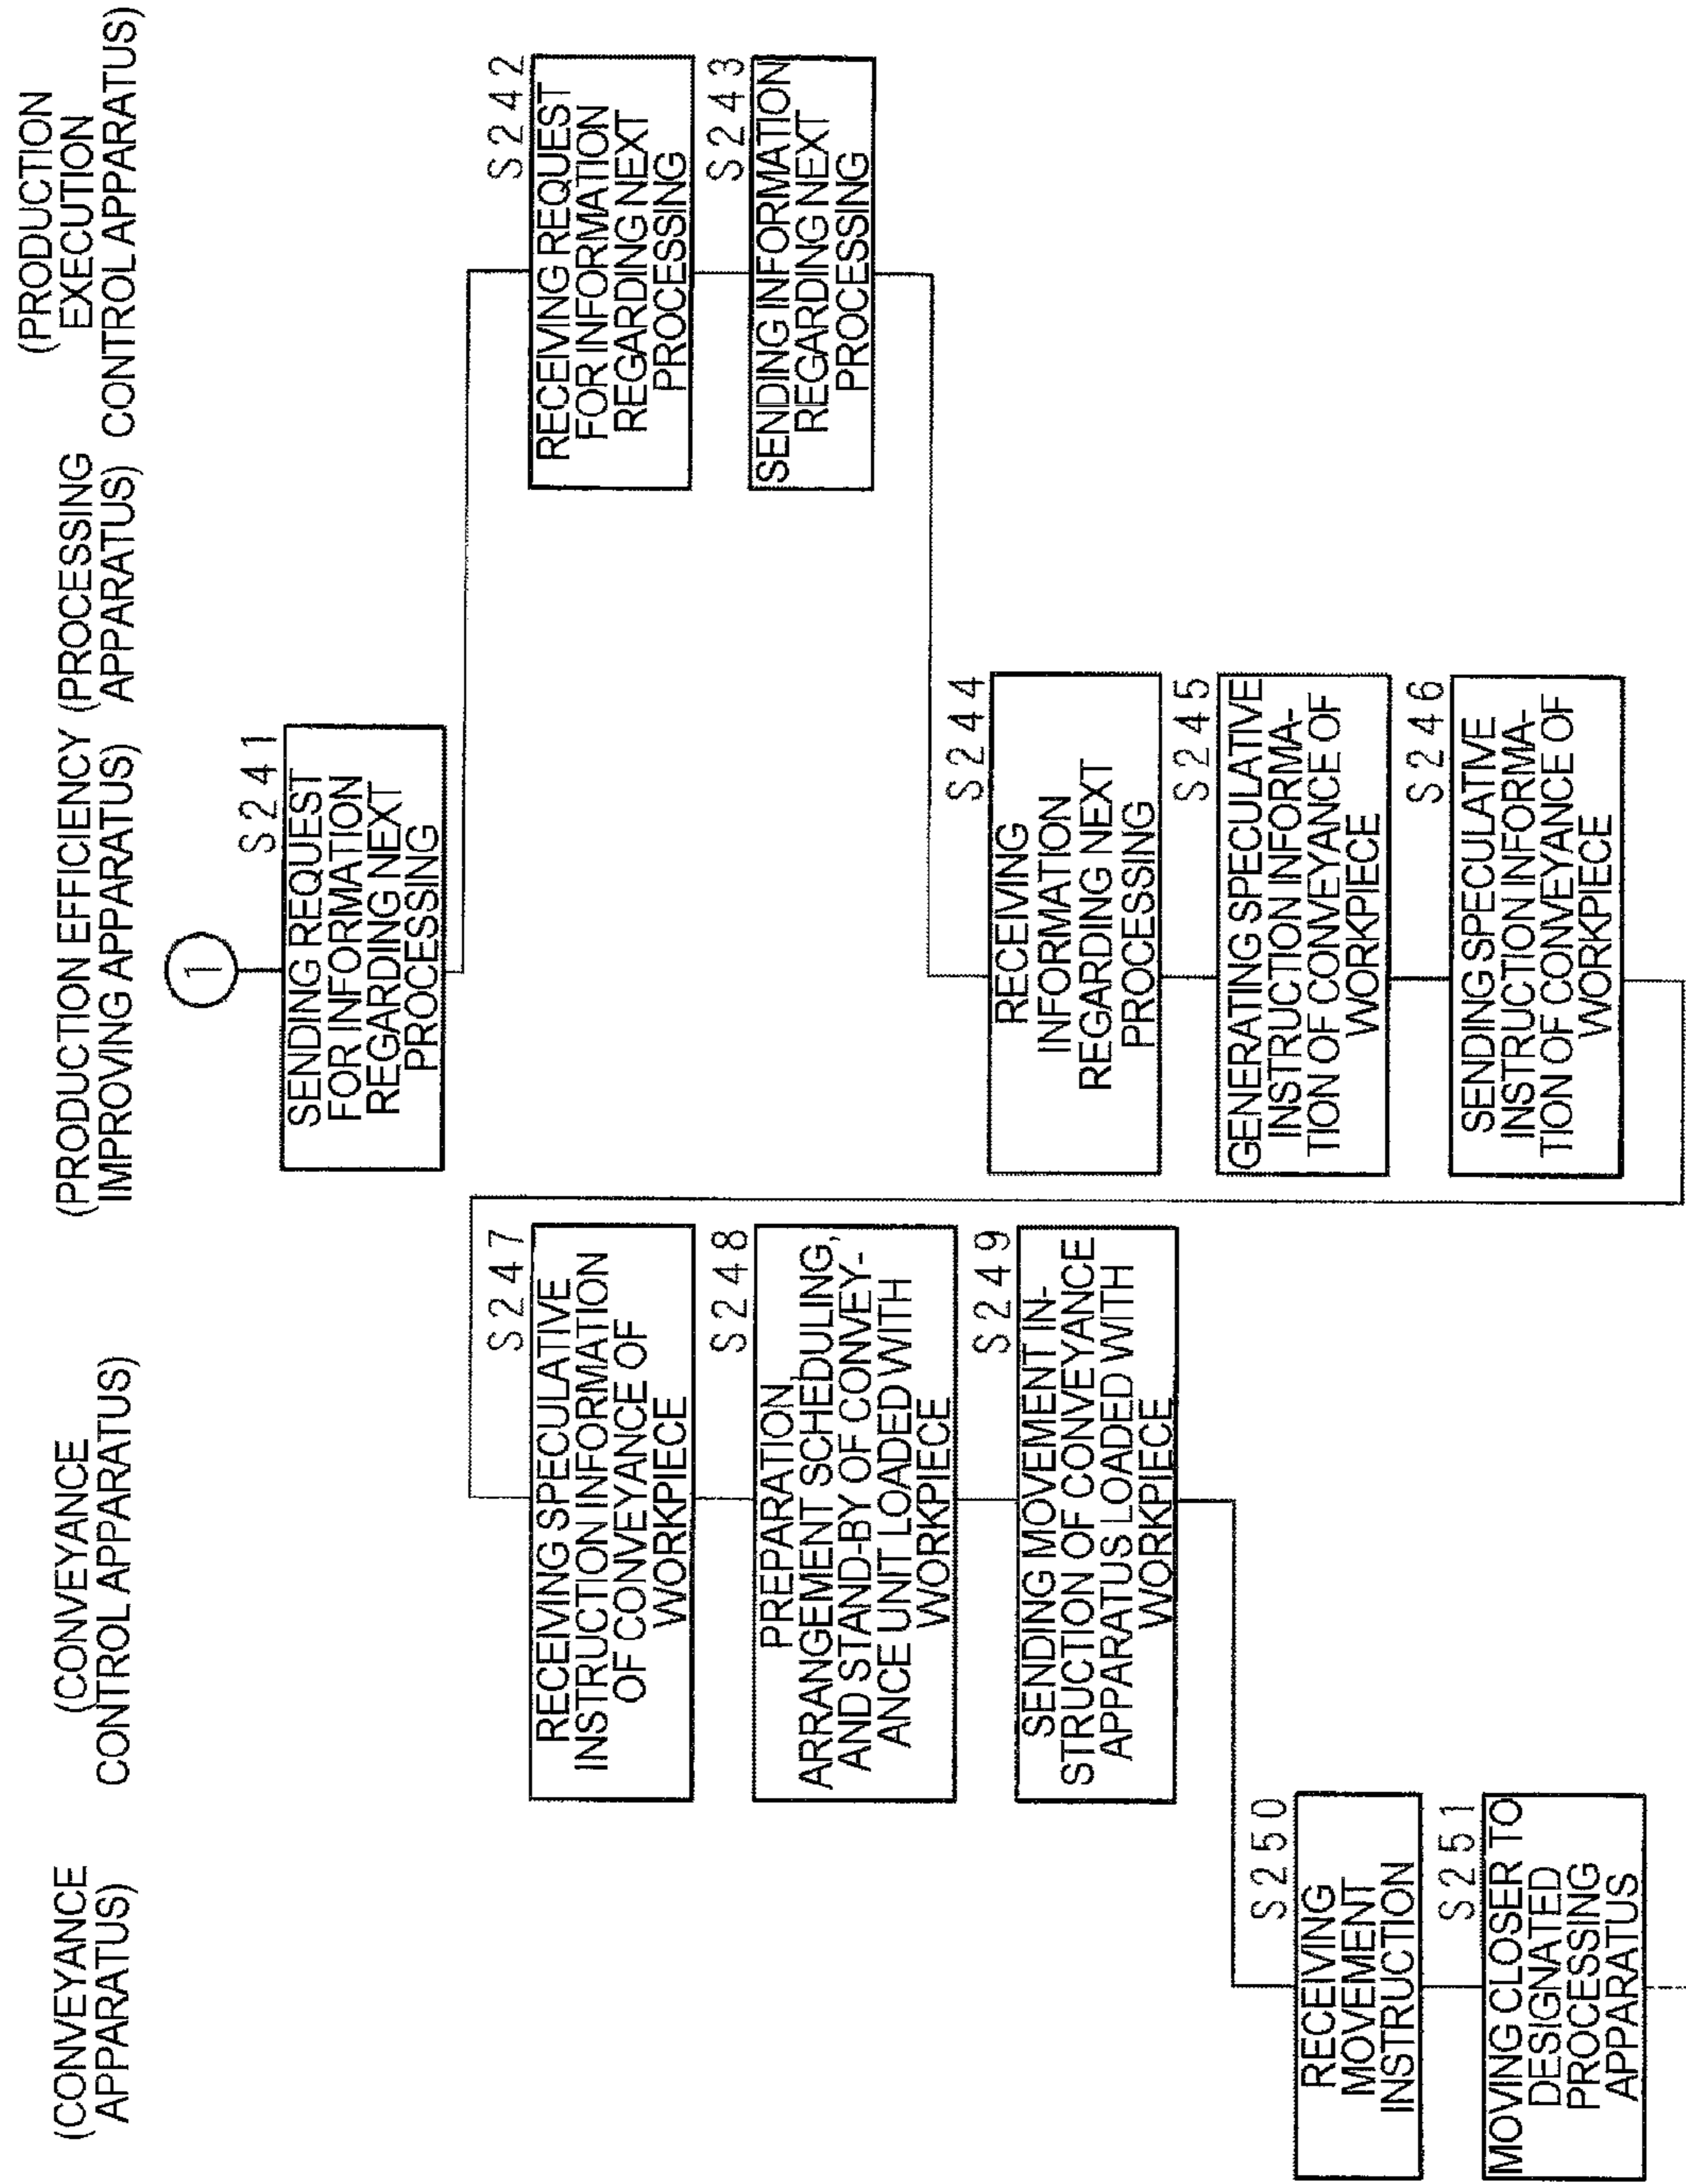 (CONVEYANCE
APPARATUS)
(CONVEYANCE
CONTROL APPARATUS)
(PRODUCTION EFFICIENCY
IMPROVING APPARATUS)
(PROCESSING
APPARATUS)
(PRODUCTION
EXECUTION
CONTROL APPARATUS)
1
S241
SENDING REQUEST
FOR INFORMATION
REGARDING NEXT
PROCESSING
S242
RECEIVING REQUEST
FOR INFORMATION
REGARDING NEXT
PROCESSING
S243
SENDING INFORMATION
REGARDING NEXT
PROCESSING
S244
RECEIVING
INFORMATION
REGARDING NEXT
PROCESSING
S245
GENERATING SPECULATIVE
INSTRUCTION INFORMA-
TION OF CONVEYANCE OF
WORKPIECE
S246
SENDING SPECULATIVE
INSTRUCTION INFORMA-
TION OF CONVEYANCE OF
WORKPIECE
S247
RECEIVING SPECULATIVE
INSTRUCTION INFORMATION
OF CONVEYANCE OF
WORKPIECE
S248
PREPARATION,
ARRANGEMENT SCHEDULING,
AND STAND-BY OF CONVEY-
ANCE UNIT LOADED WITH
WORKPIECE
S249
SENDING MOVEMENT IN-
STRUCTION OF CONVEYANCE
APPARATUS LOADED WITH
WORKPIECE
S250
RECEIVING
MOVEMENT
INSTRUCTION
S251
MOVING CLOSER TO
DESIGNATED
PROCESSING
APPARATUS